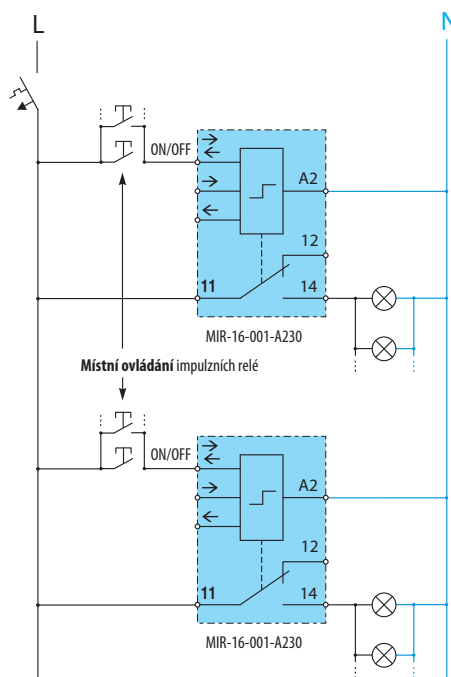 L
N
ON/OFF
A2
12
11
14
MIR-16-001-A230
Místní ovládání impulzních relé
ON/OFF
A2
12
11
14
MIR-16-001-A230